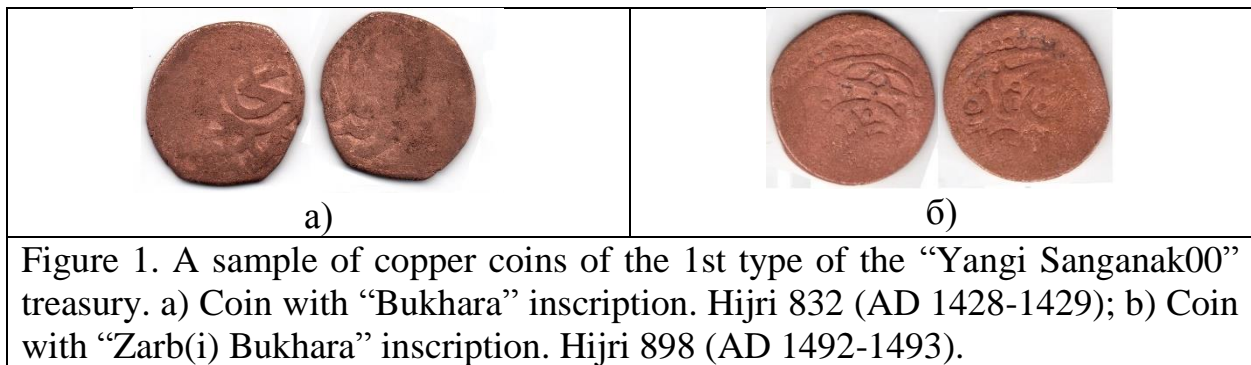 а)
б)
Figure 1. A sample of copper coins of the 1st type of the “Yangi Sanganak00”
treasury. a) Coin with “Bukhara” inscription. Hijri 832 (AD 1428-1429); b) Coin
with “Zarb(i) Bukhara” inscription. Hijri 898 (AD 1492-1493).